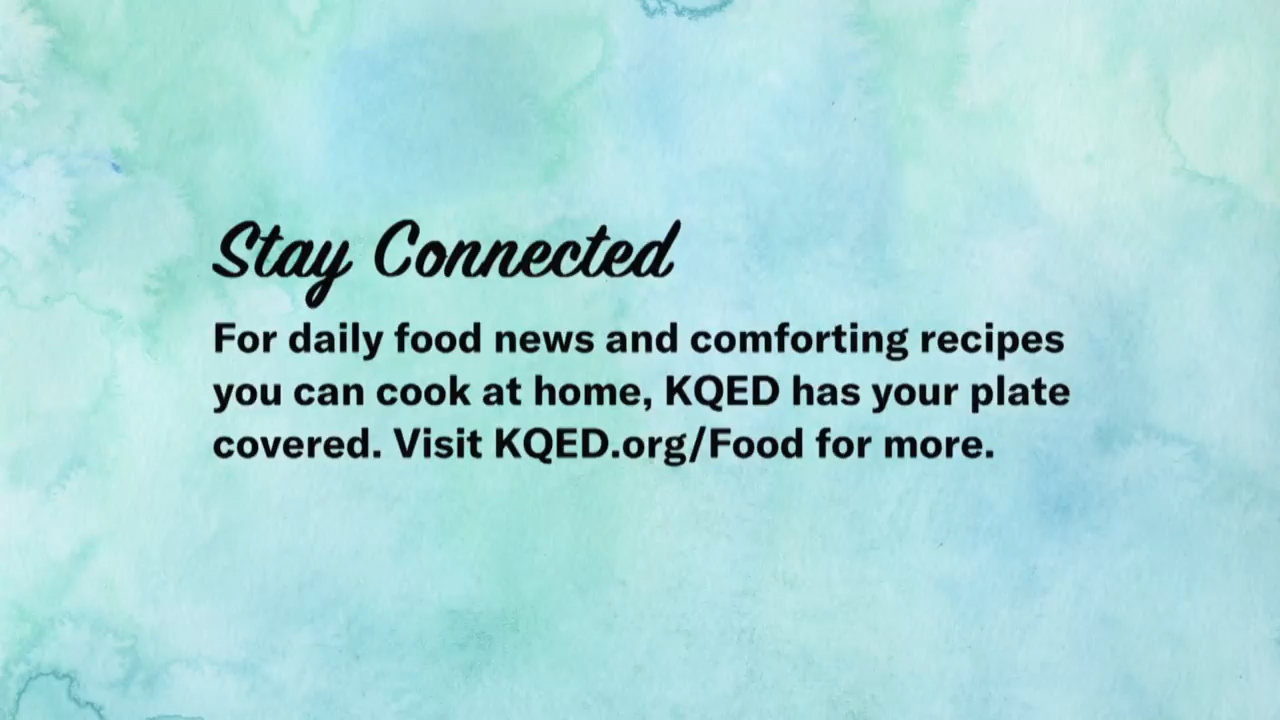 Stay Connected
For daily food news and comforting recipes
you can cook at home, KQED has your plate
covered. Visit KQED.org/Food for more.